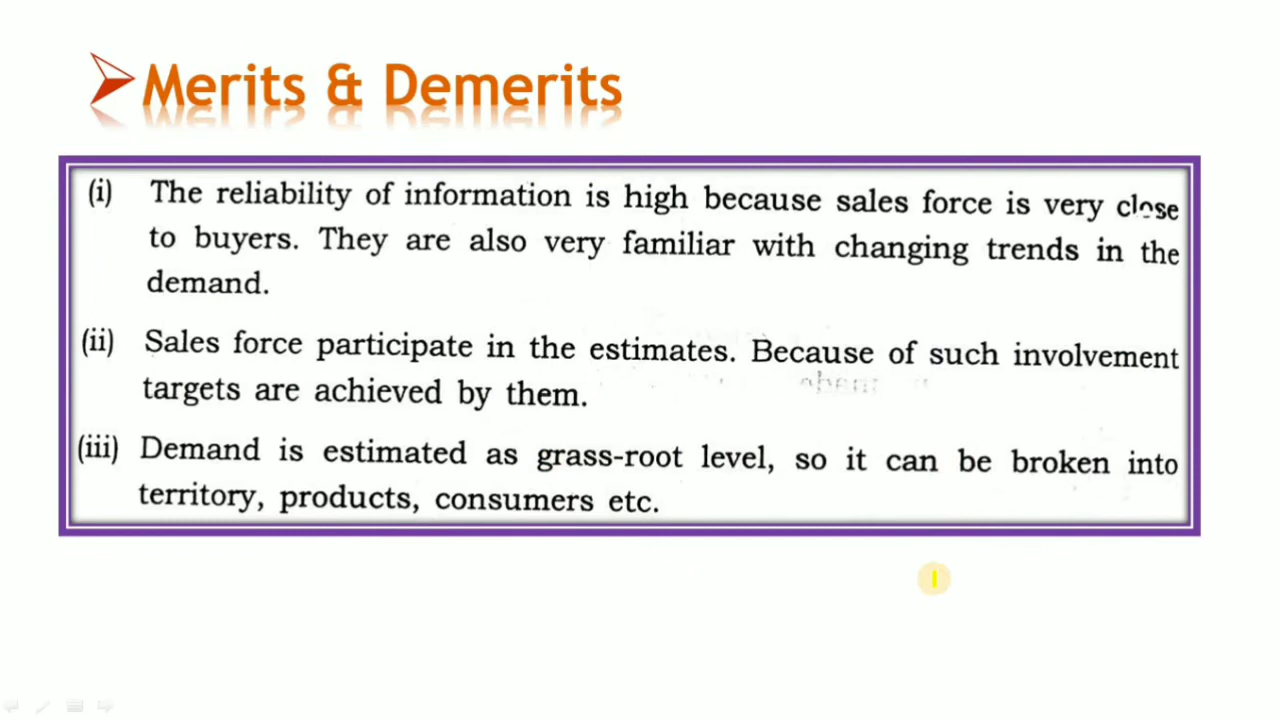 Merits & Demerits
(i) The reliability of information is high because sales force is very close
to buyers. They are also very familiar with changing trends in the
demand.
(ii) Sales force participate in the estimates. Because of such involvement
targets are achieved by them.
(iii) Demand is estimated as grass-root level, so it can be broken into
territory, products, consumers etc.